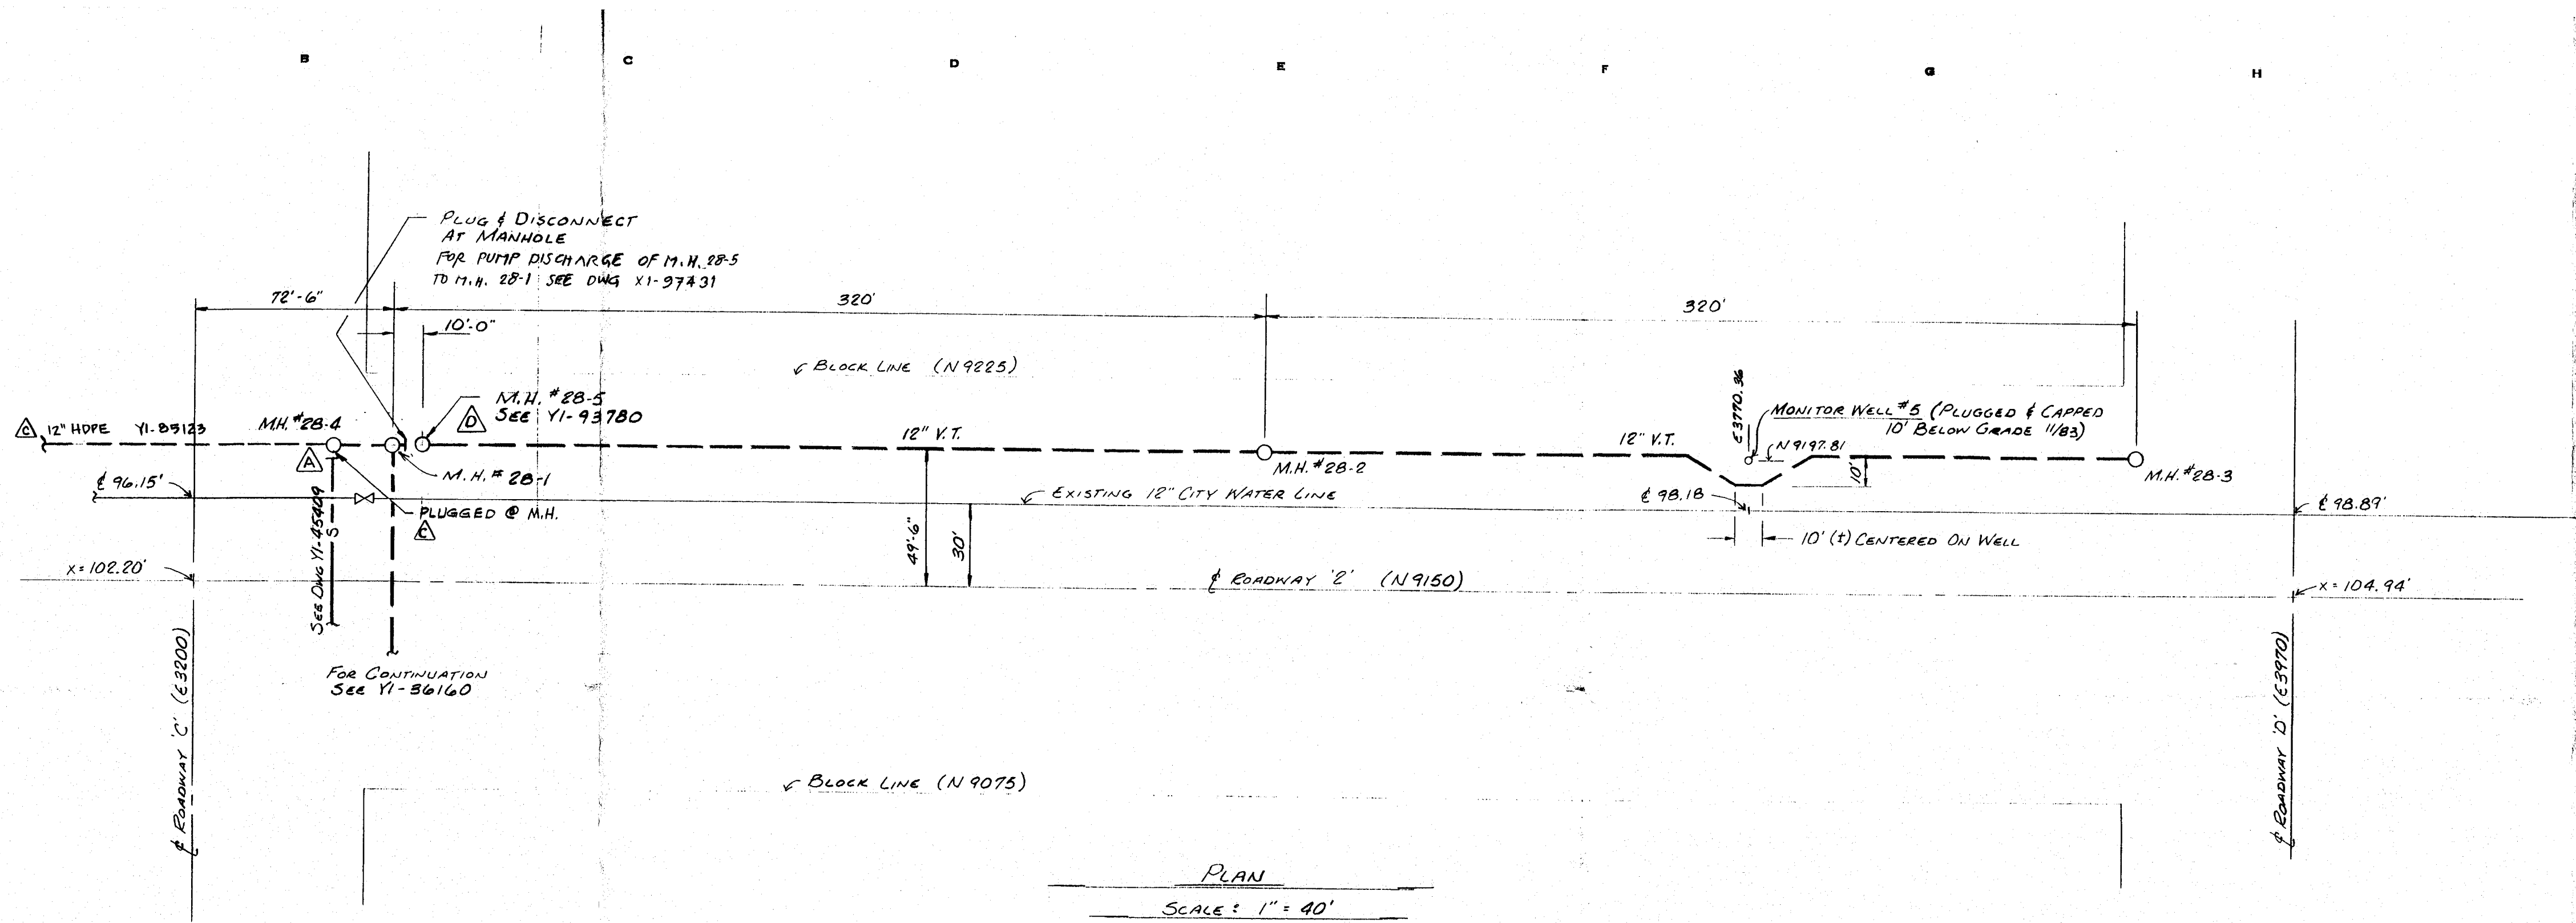 B
C
D
E
F
G
H
PLUG & DISCONNECT
AT MANHOLE
FOR PUMP DISCHARGE OF M.H. 28-5
TO M.H. 28-1 SEE DWG X1-97431
72'-6"
320'
320'
10'-0"
BLOCK LINE (N9225)
M.H. #28-5
D SEE Y1-93780
C 12" HDPE Y1-85123
M.H. #28-4
A
12" V.T.
12" V.T.
E3770.36
MONITOR WELL #5 (PLUGGED & CAPPED
10' BELOW GRADE 11/83)
N9197.81
10'
M.H. #28-2
M.H. #28-3
M.H. # 28-1
℄ 96.15'
EXISTING 12" CITY WATER LINE
℄ 98.18
℄ 98.89'
PLUGGED @ M.H.
C
S
SEE DWG Y1-45409
49'-6"
30'
10' (±) CENTERED ON WELL
X=102.20'
℄ ROADWAY '2' (N9150)
X=104.94'
FOR CONTINUATION
SEE Y1-36160
℄ ROADWAY 'C' (E3200)
℄ ROADWAY 'D' (E3970)
BLOCK LINE (N9075)
PLAN
SCALE: 1" = 40'